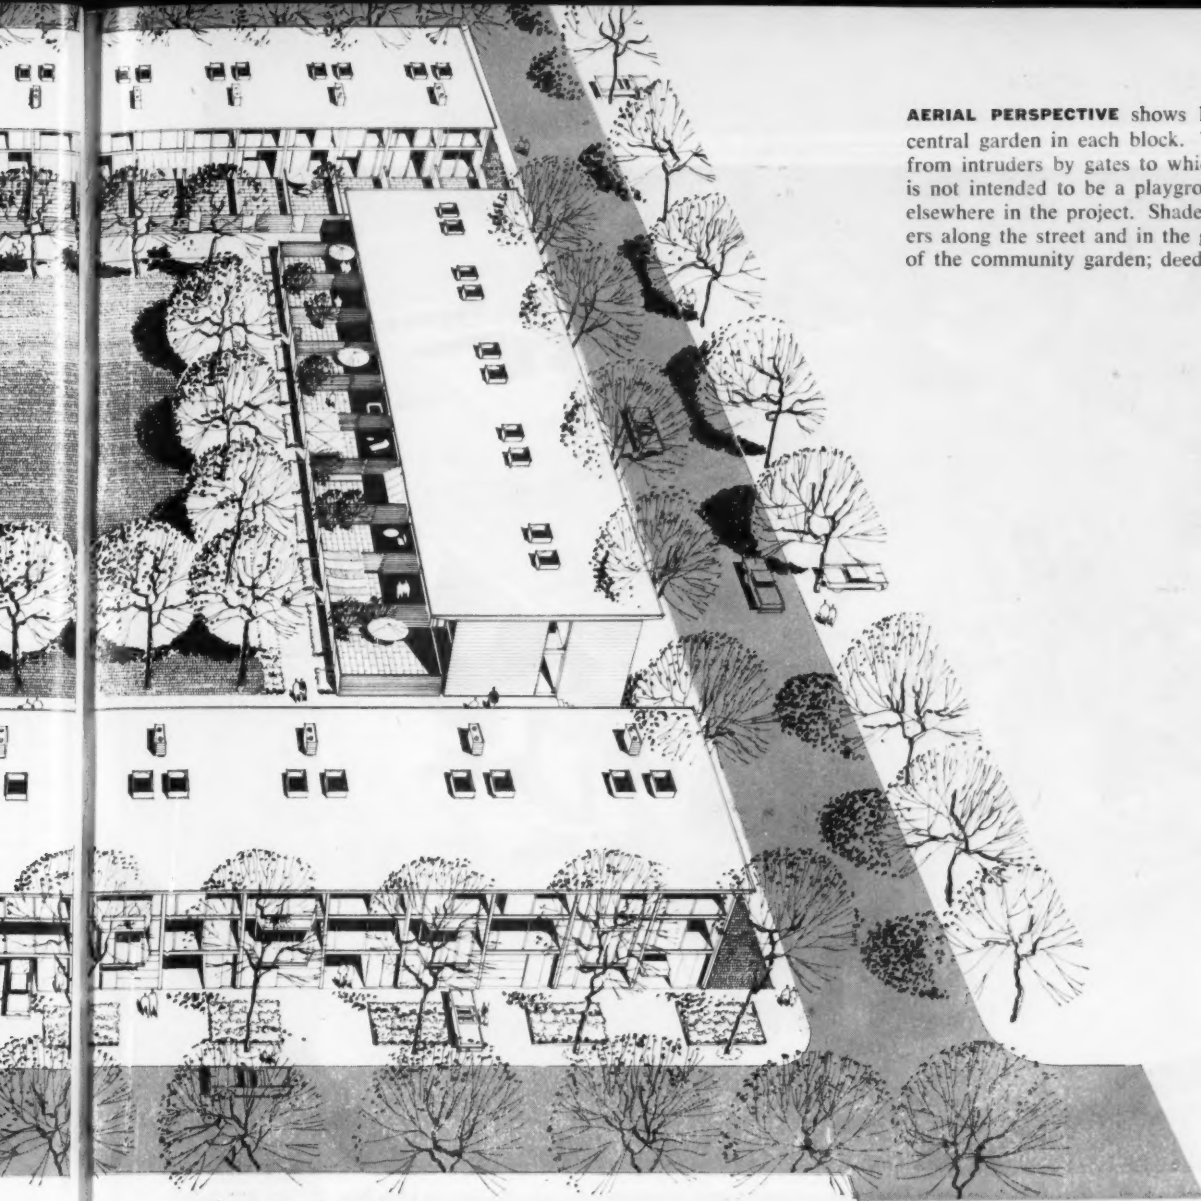 AERIAL PERSPECTIVE shows
central garden in each block.
from intruders by gates to
is not intended to be a
elsewhere in the project. Shade
ers along the street and in the
of the community garden; deed